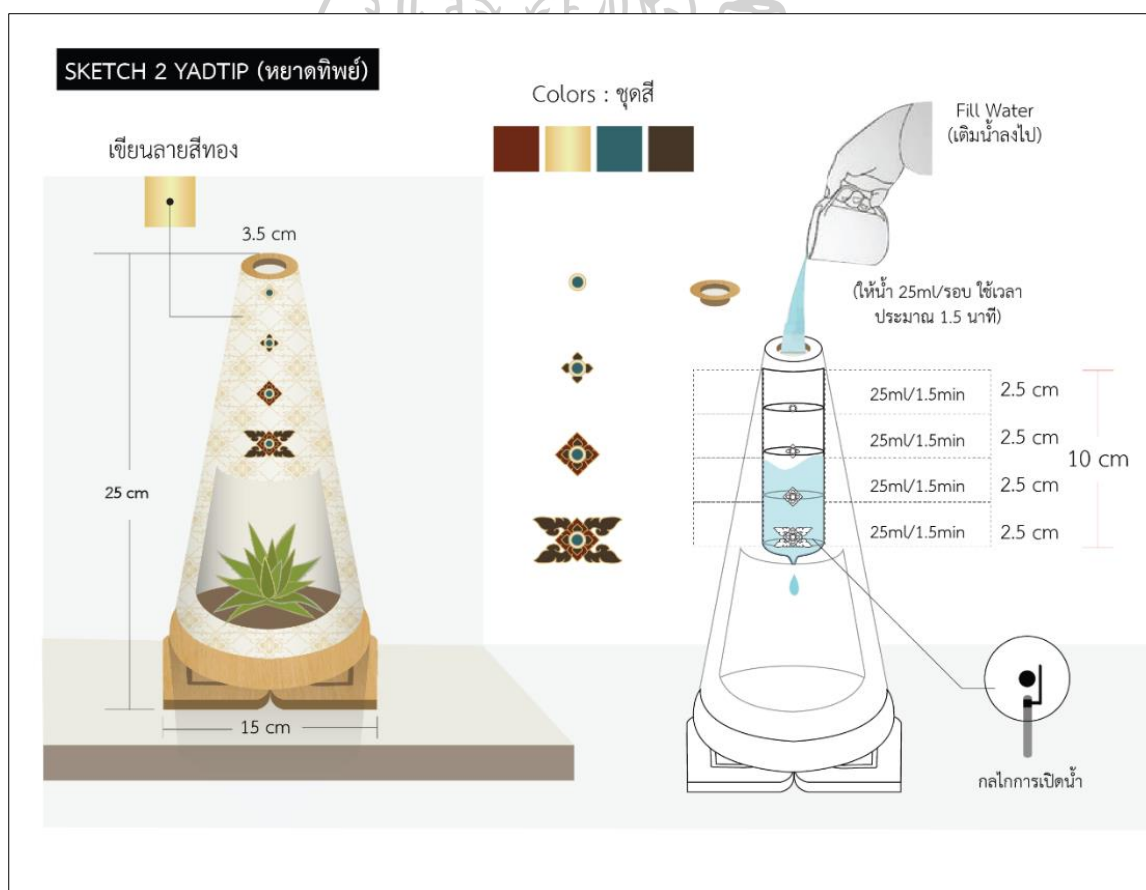 SKETCH 2 YADTIP (หยาดทิพย์)
เขียนลายสีทอง
3.5 cm
25 cm
15 cm
Colors : ชุดสี
Fill Water
(เติมน้ำลงไป)
(ให้น้ำ 25ml/รอบ ใช้เวลา
ประมาณ 1.5 นาที)
25ml/1.5min
2.5 cm
25ml/1.5min
2.5 cm
10 cm
25ml/1.5min
2.5 cm
25ml/1.5min
2.5 cm
กลไกการเปิดน้ำ